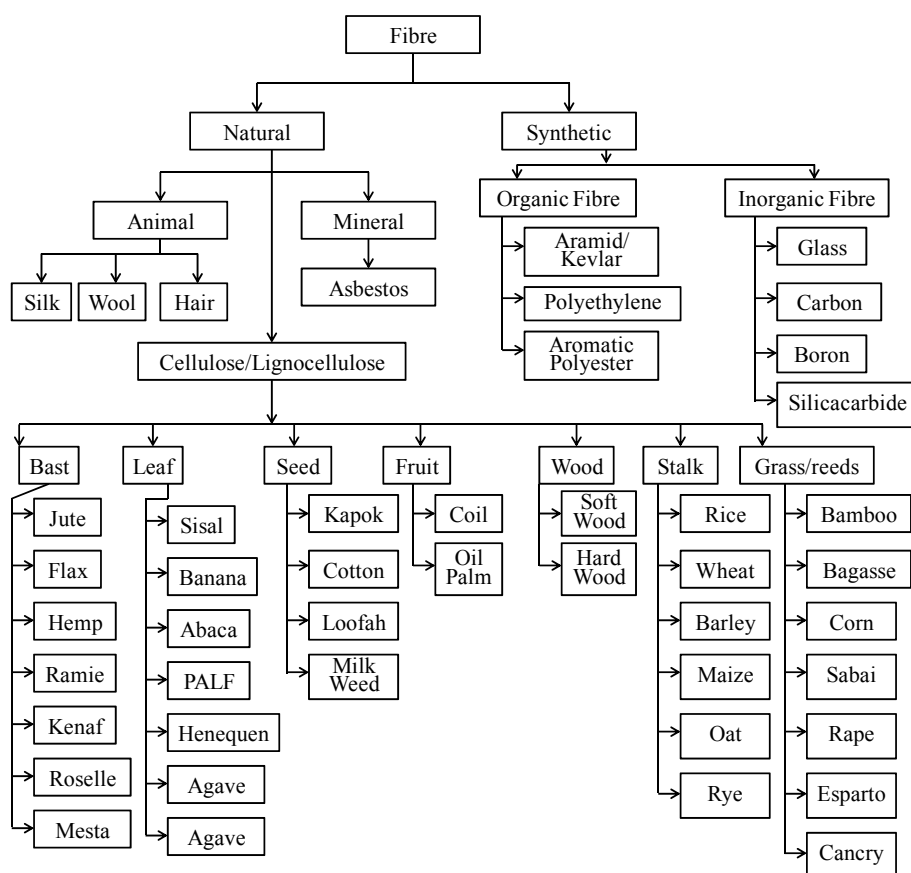 Fibre
Natural
Synthetic
Animal
Mineral
Organic Fibre
Inorganic Fibre
Silk
Wool
Hair
Asbestos
Aramid/
Kevlar
Polyethylene
Aromatic
Polyester
Glass
Carbon
Boron
Silicacarbide
Cellulose/Lignocellulose
Bast
Leaf
Seed
Fruit
Wood
Stalk
Grass/reeds
Jute
Flax
Hemp
Ramie
Kenaf
Roselle
Mesta
Sisal
Banana
Abaca
PALF
Henequen
Agave
Agave
Kapok
Cotton
Loofah
Milk
Weed
Coil
Oil
Palm
Soft
Wood
Hard
Wood
Rice
Wheat
Barley
Maize
Oat
Rye
Bamboo
Bagasse
Corn
Sabai
Rape
Esparto
Cancry